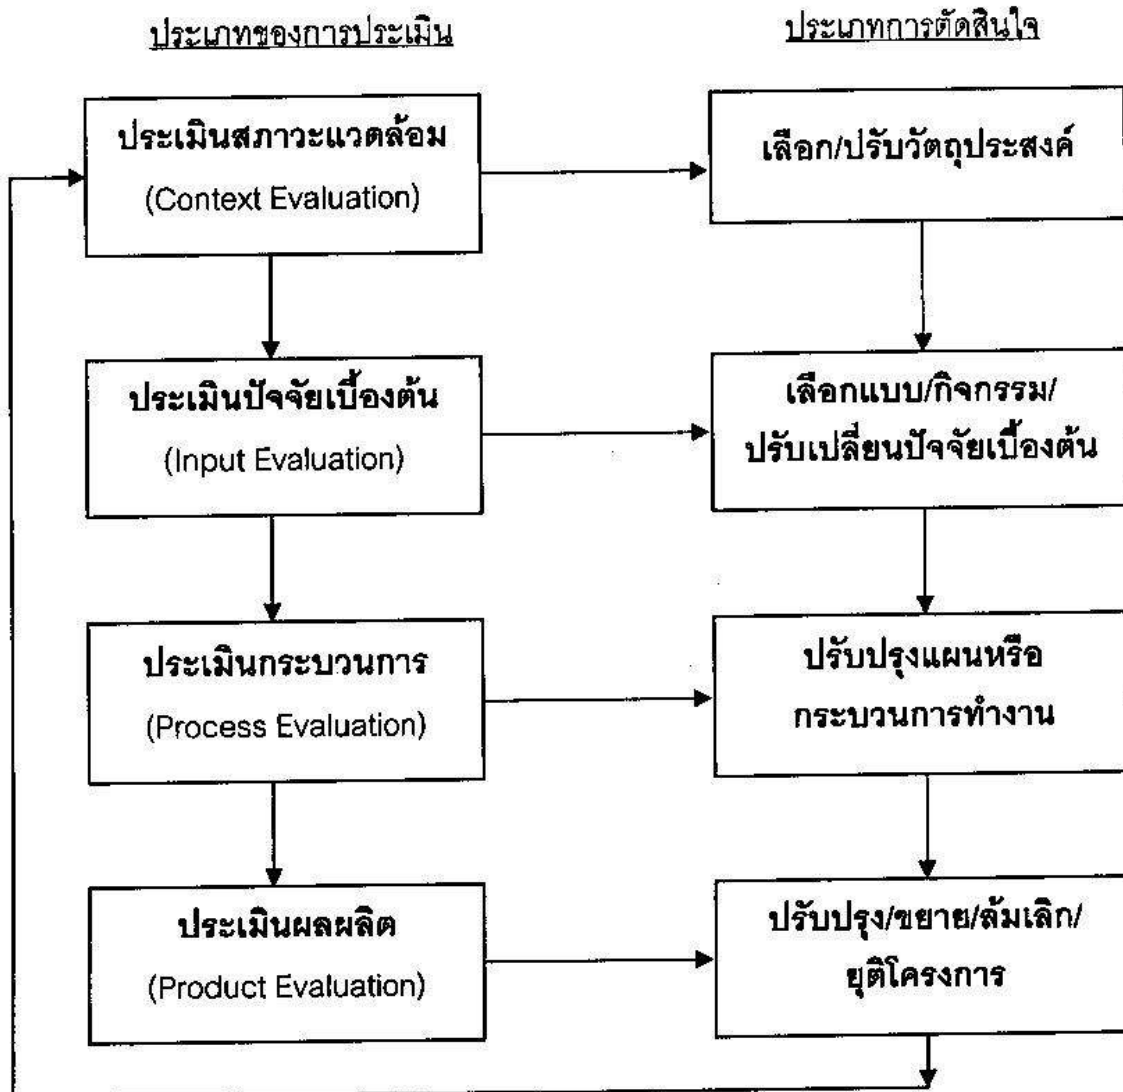 ประเภทของการประเมิน
ประเภทการตัดสินใจ
ประเมินสภาวะแวดล้อม
(Context Evaluation)
เลือก/ปรับวัตถุประสงค์
ประเมินปัจจัยเบื้องต้น
(Input Evaluation)
เลือกแบบ/กิจกรรม/
ปรับเปลี่ยนปัจจัยเบื้องต้น
ประเมินกระบวนการ
(Process Evaluation)
ปรับปรุงแผนหรือ
กระบวนการทำงาน
ประเมินผลผลิต
(Product Evaluation)
ปรับปรุง/ขยาย/ล้มเลิก/
ยุติโครงการ